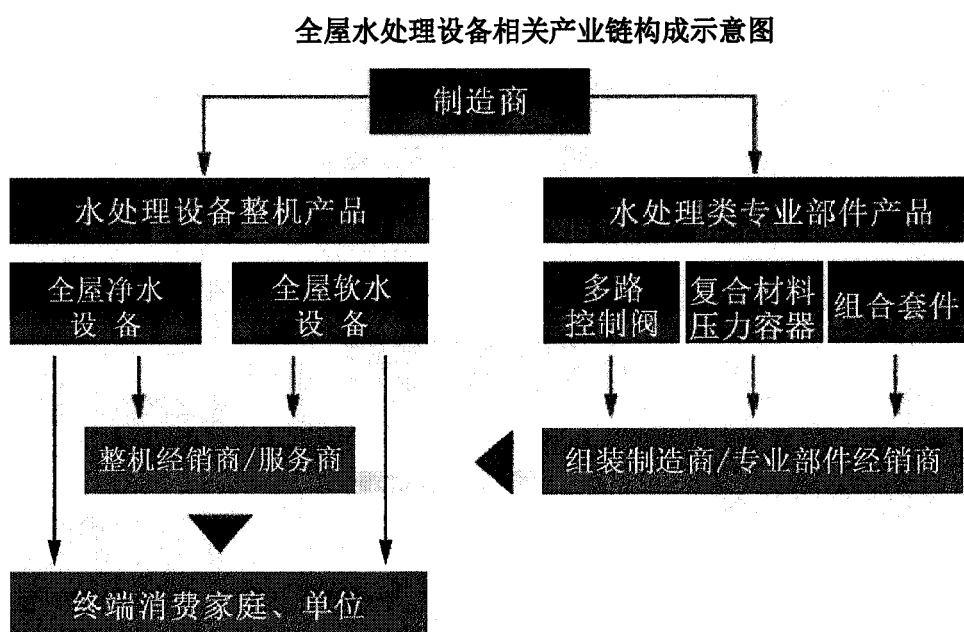 全屋水处理设备相关产业链构成示意图
制造商
水处理设备整机产品
水处理类专业部件产品
全屋净水
设 备
全屋软水
设 备
多路
控制阀
复合材料
压力容器
组合套件
整机经销商/服务商
组装制造商/专业部件经销商
终端消费家庭、单位